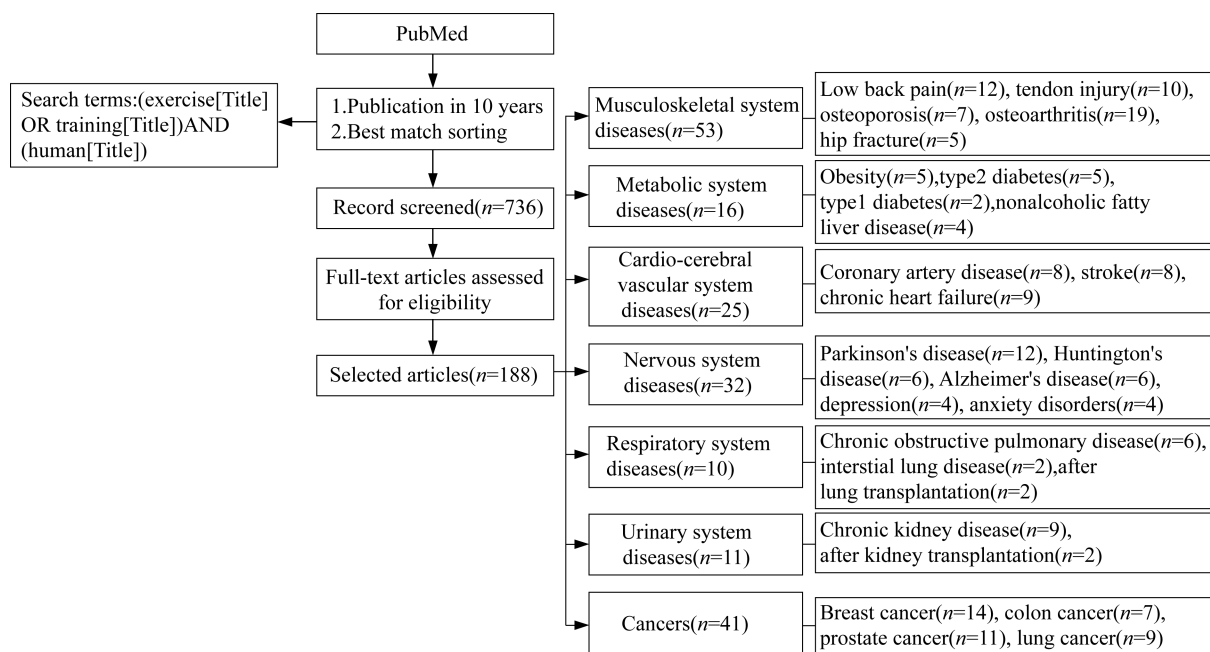 PubMed
Search terms:(exercise[Title]
OR training[Title])AND
(human[Title])
1.Publication in 10 years
2.Best match sorting
Record screened(n=736)
Full-text articles assessed
for eligibility
Selected articles(n=188)
Musculoskeletal system
diseases(n=53)
Low back pain(n=12), tendon injury(n=10),
osteoporosis(n=7), osteoarthritis(n=19),
hip fracture(n=5)
Metabolic system
diseases(n=16)
Obesity(n=5),type2 diabetes(n=5),
type1 diabetes(n=2),nonalcoholic fatty
liver disease(n=4)
Cardio-cerebral
vascular system
diseases(n=25)
Coronary artery disease(n=8), stroke(n=8),
chronic heart failure(n=9)
Nervous system
diseases(n=32)
Parkinson's disease(n=12), Huntington's
disease(n=6), Alzheimer's disease(n=6),
depression(n=4), anxiety disorders(n=4)
Respiratory system
diseases(n=10)
Chronic obstructive pulmonary disease(n=6),
interstial lung disease(n=2),after
lung transplantation(n=2)
Urinary system
diseases(n=11)
Chronic kidney disease(n=9),
after kidney transplantation(n=2)
Cancers(n=41)
Breast cancer(n=14), colon cancer(n=7),
prostate cancer(n=11), lung cancer(n=9)